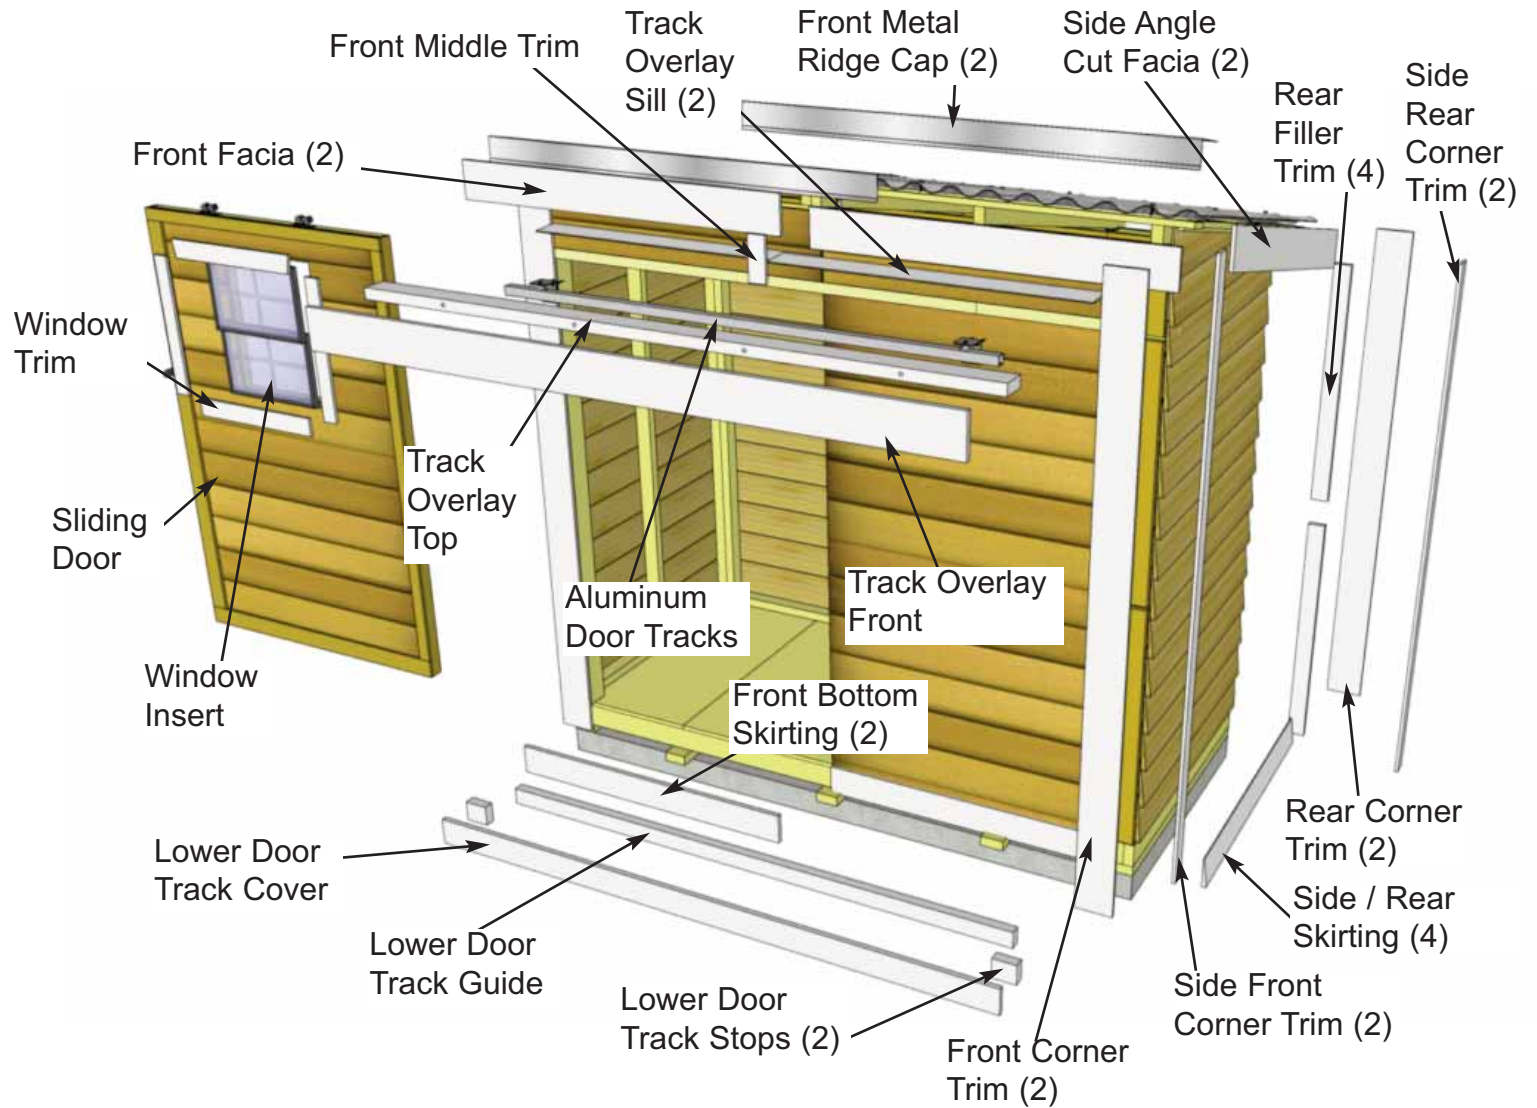 Front Middle Trim
Track
Overlay
Sill (2)
Front Metal
Ridge Cap (2)
Side Angle
Cut Facia (2)
Side
Rear
Corner
Trim (2)
Rear
Filler
Trim (4)
Front Facia (2)
Window
Trim
Track
Overlay
Top
Sliding
Door
Aluminum
Door Tracks
Track Overlay
Front
Window
Insert
Front Bottom
Skirting (2)
Rear Corner
Trim (2)
Lower Door
Track Cover
Side / Rear
Skirting (4)
Lower Door
Track Guide
Side Front
Corner Trim (2)
Lower Door
Track Stops (2)
Front Corner
Trim (2)